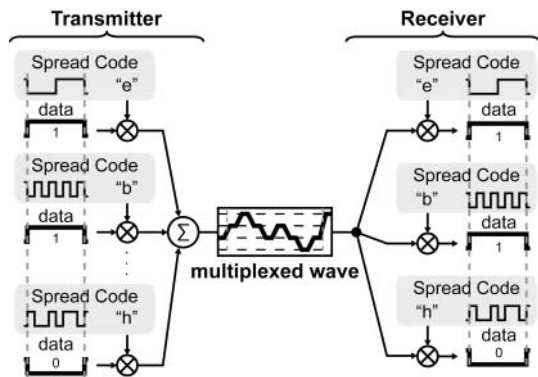 Transmitter
Spread Code
“e”
data
1
Spread Code
“b”
data
1
Spread Code
“h”
data
0
Σ
multiplexed wave
Receiver
Spread Code
“e”
data
1
Spread Code
“b”
data
1
Spread Code
“h”
data
0